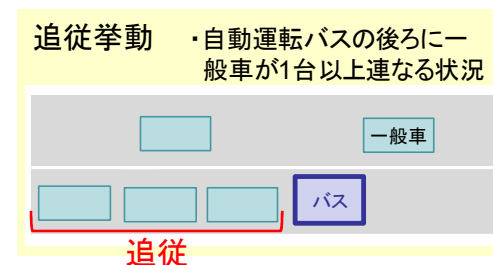 追従挙動
・自動運転バスの後ろに一
般車が1台以上連なる状況
一般車
バス
追従